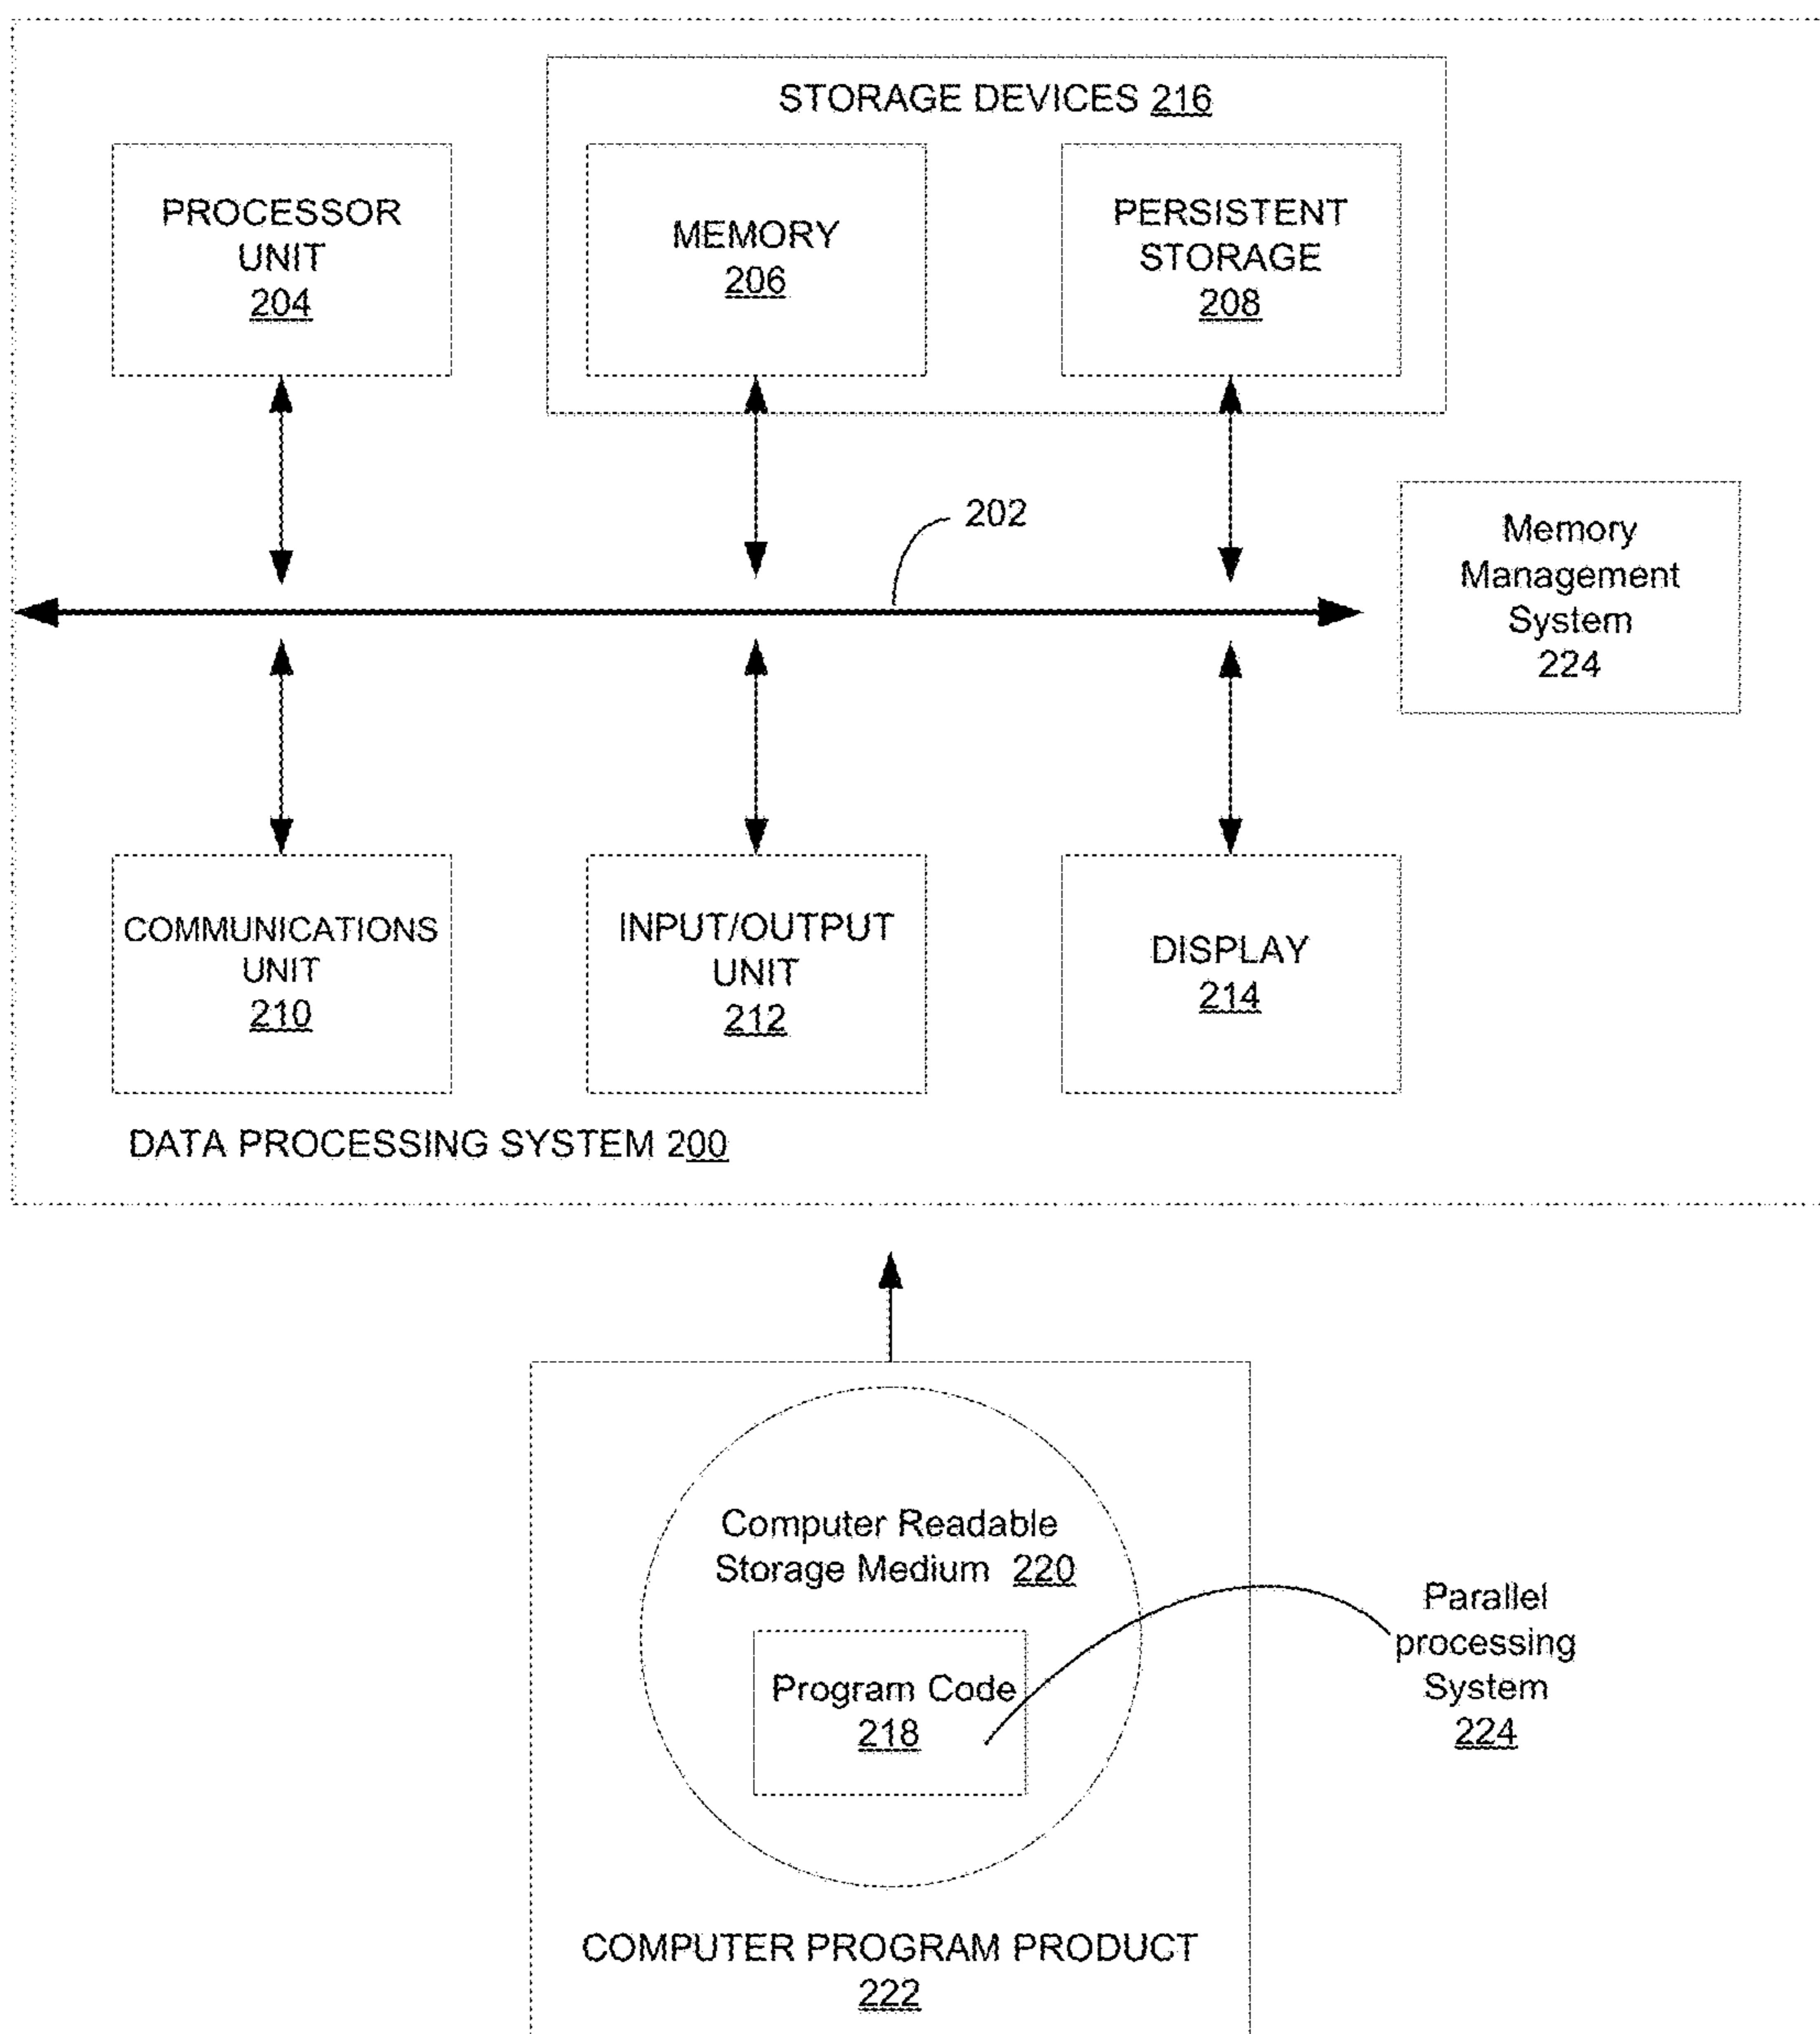 STORAGE DEVICES 216
PROCESSOR
UNIT
204
MEMORY
206
PERSISTENT
STORAGE
208
202
Memory
Management
System
224
COMMUNICATIONS
UNIT
210
INPUT/OUTPUT
UNIT
212
DISPLAY
214
DATA PROCESSING SYSTEM 200
Computer Readable
Storage Medium 220
Program Code
218
Parallel
processing
System
224
COMPUTER PROGRAM PRODUCT
222